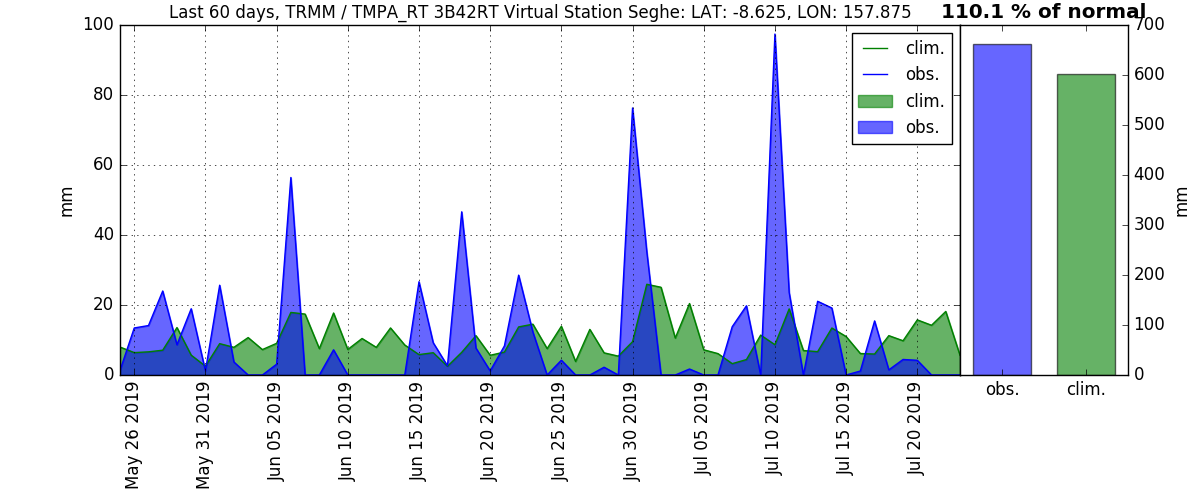 Last 60 days, TRMM / TMPA_RT 3B42RT Virtual Station Seghe: LAT: -8.625, LON: 157.875
110.1 % of normal
100
80
60
40
20
0
mm
clim.
obs.
clim.
obs.
700
600
500
400
300
200
100
0
mm
obs.
clim.
May 26 2019
May 31 2019
Jun 05 2019
Jun 10 2019
Jun 15 2019
Jun 20 2019
Jun 25 2019
Jun 30 2019
Jul 05 2019
Jul 10 2019
Jul 15 2019
Jul 20 2019